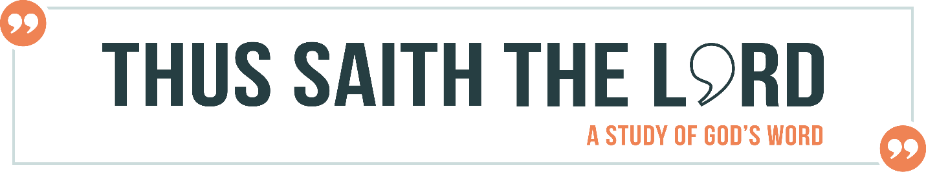 THUS SAITH THE LORD
A STUDY OF GOD'S WORD